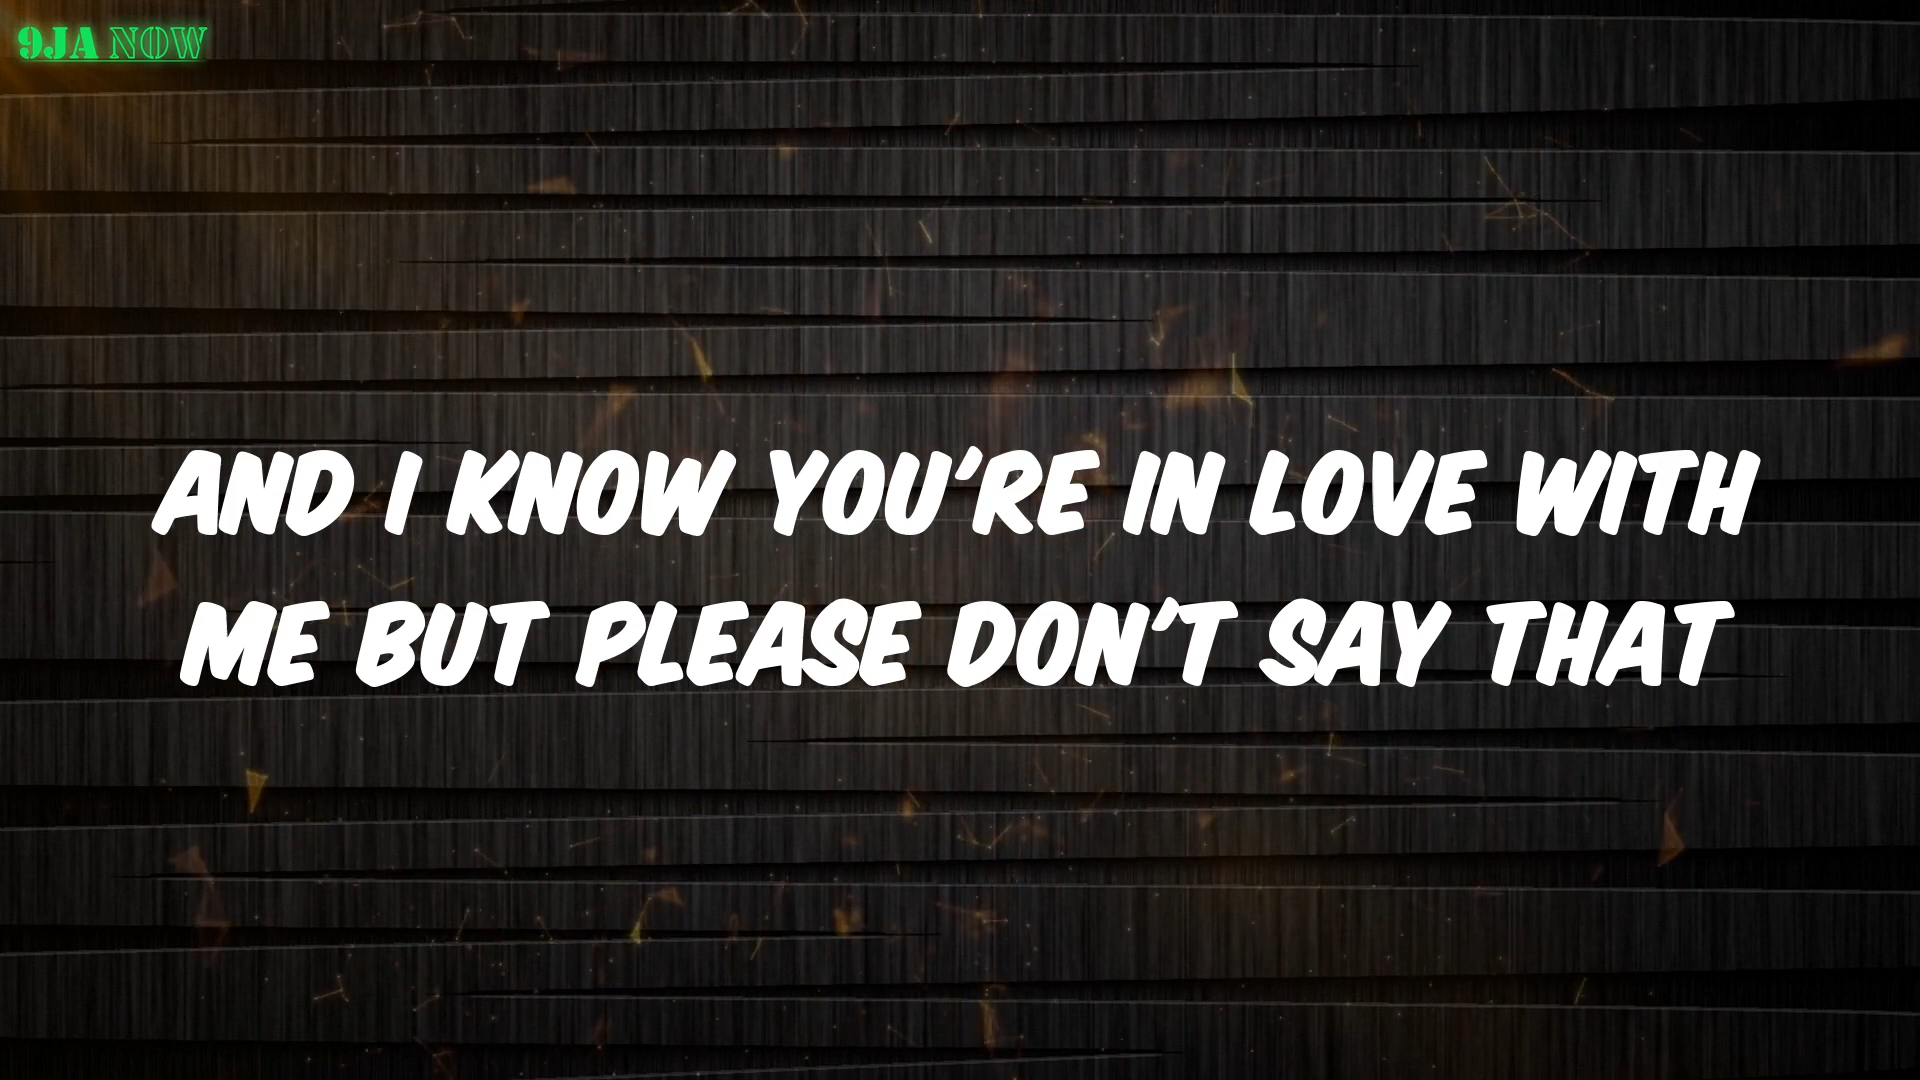 9JA NOW
AND I KNOW YOU'RE IN LOVE WITH
ME BUT PLEASE DON'T SAY THAT